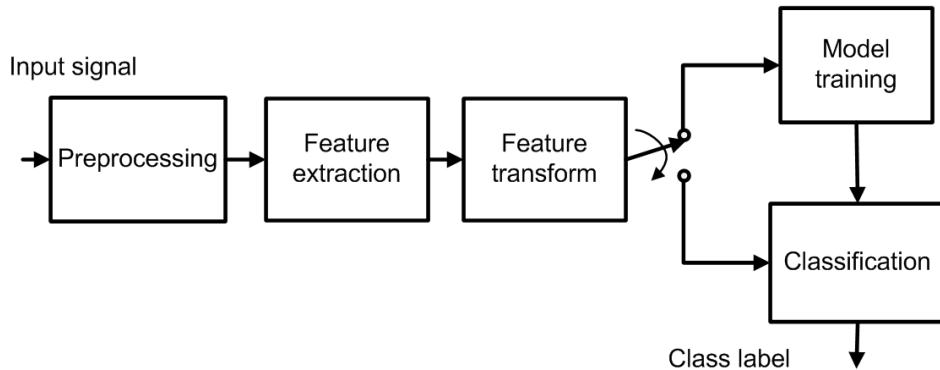 Input signal
Preprocessing
Feature
extraction
Feature
transform
Model
training
Classification
Class label